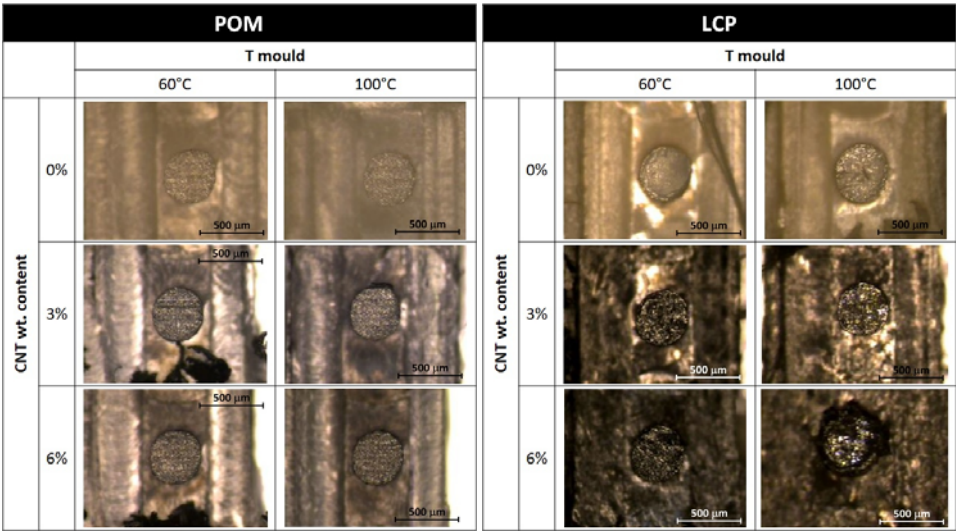 POM
T mould
60°C 100°C
CNT wt. content
0%
500 µm 500 µm
3%
500 µm 500 µm
6%
500 µm 500 µm
LCP
T mould
60°C 100°C
CNT wt. content
0%
500 µm 500 µm
3%
500 µm 500 µm
6%
500 µm 500 µm